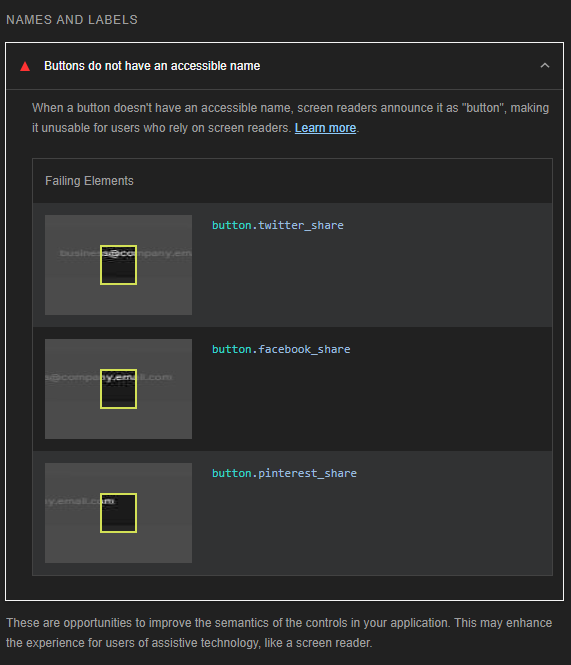 NAMES AND LABELS
Buttons do not have an accessible name
When a button doesn't have an accessible name, screen readers announce it as "button", making
it unusable for users who rely on screen readers. Learn more.
Failing Elements
button.twitter_share
business@company.em
button.facebook_share
s@company.email.com
button.pinterest_share
y.email.com
These are opportunities to improve the semantics of the controls in your application. This may enhance
the experience for users of assistive technology, like a screen reader.